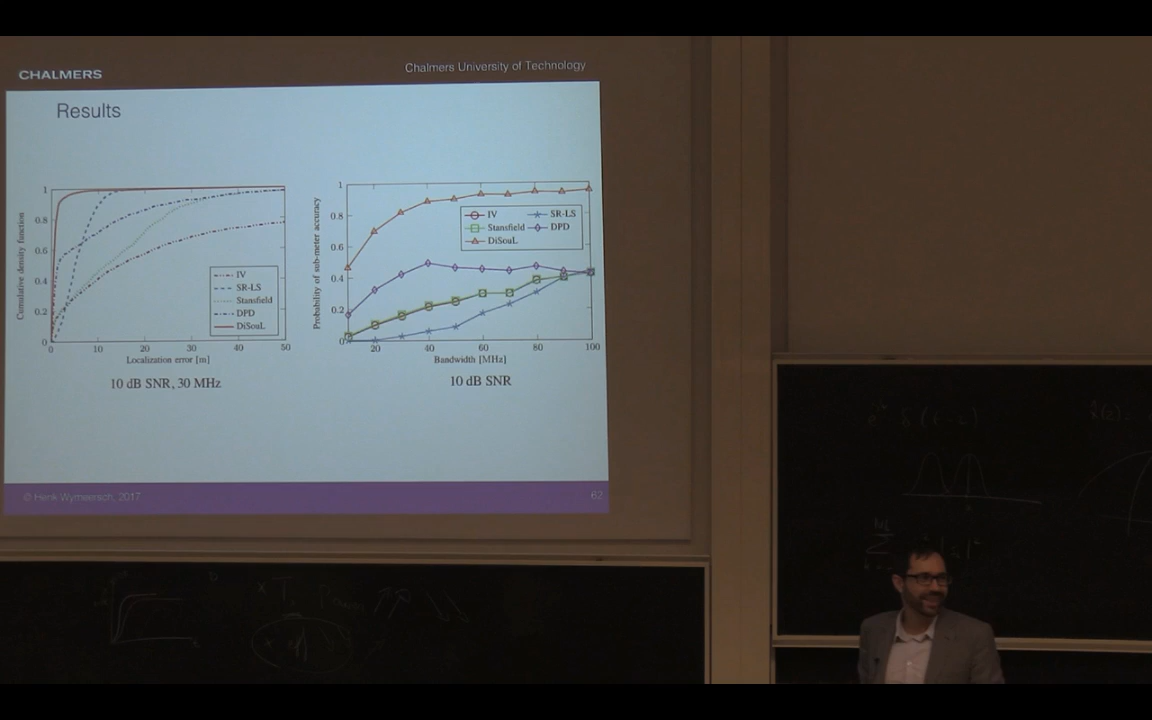 CHALMERS
Chalmers University of Technology
Results
Cumulative density function
1
0.8
0.6
0.4
0.2
0
0 10 20 30 40 50
Localization error [m]
IV
SR-LS
Stansfield
DPD
DiSouL
10 dB SNR, 30 MHz
Probability of sub-meter accuracy
1
0.8
0.6
0.4
0.2
0
20 40 60 80 100
Bandwidth [MHz]
IV SR-LS
Stansfield DPD
DiSouL
10 dB SNR
© Henk Wymeersch, 2017
62